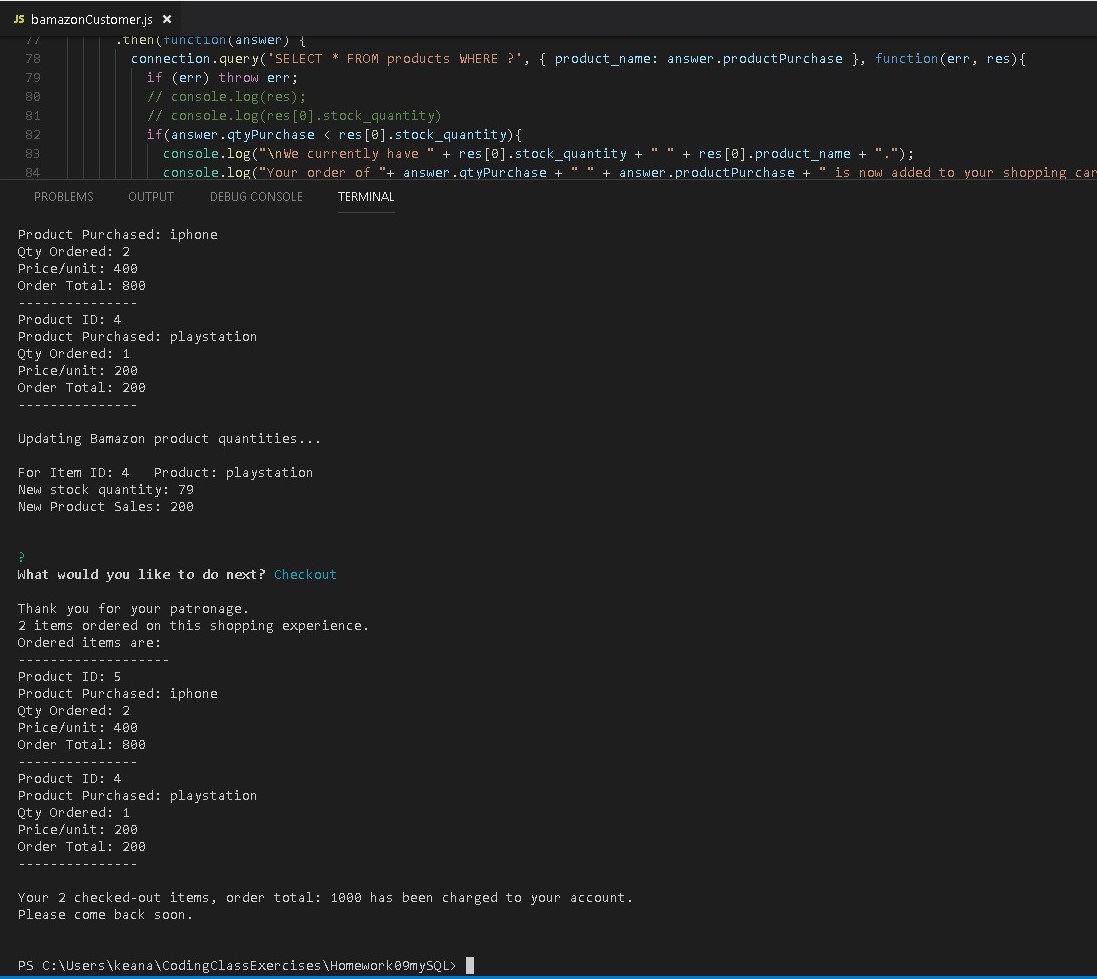 JS bamazonCustomer.js ×
77 .then(function(answer) {
78 connection.query('SELECT * FROM products WHERE ?', { product_name: answer.productPurchase }, function(err, res){
79 if (err) throw err;
80 // console.log(res);
81 // console.log(res[0].stock_quantity)
82 if(answer.qtyPurchase < res[0].stock_quantity){
83 console.log("\nWe currently have " + res[0].stock_quantity + " " + res[0].product_name + ".");
84 console.log("Your order of "+ answer.qtyPurchase + " " + answer.productPurchase + " is now added to your shopping car
PROBLEMS OUTPUT DEBUG CONSOLE TERMINAL
Product Purchased: iphone
Qty Ordered: 2
Price/unit: 400
Order Total: 800
---------------
Product ID: 4
Product Purchased: playstation
Qty Ordered: 1
Price/unit: 200
Order Total: 200
---------------
Updating Bamazon product quantities...
For Item ID: 4   Product: playstation
New stock quantity: 79
New Product Sales: 200
?
What would you like to do next? Checkout
Thank you for your patronage.
2 items ordered on this shopping experience.
Ordered items are:
-------------------
Product ID: 5
Product Purchased: iphone
Qty Ordered: 2
Price/unit: 400
Order Total: 800
---------------
Product ID: 4
Product Purchased: playstation
Qty Ordered: 1
Price/unit: 200
Order Total: 200
---------------
Your 2 checked-out items, order total: 1000 has been charged to your account.
Please come back soon.
PS C:\Users\keana\CodingClassExercises\Homework09mySQL>